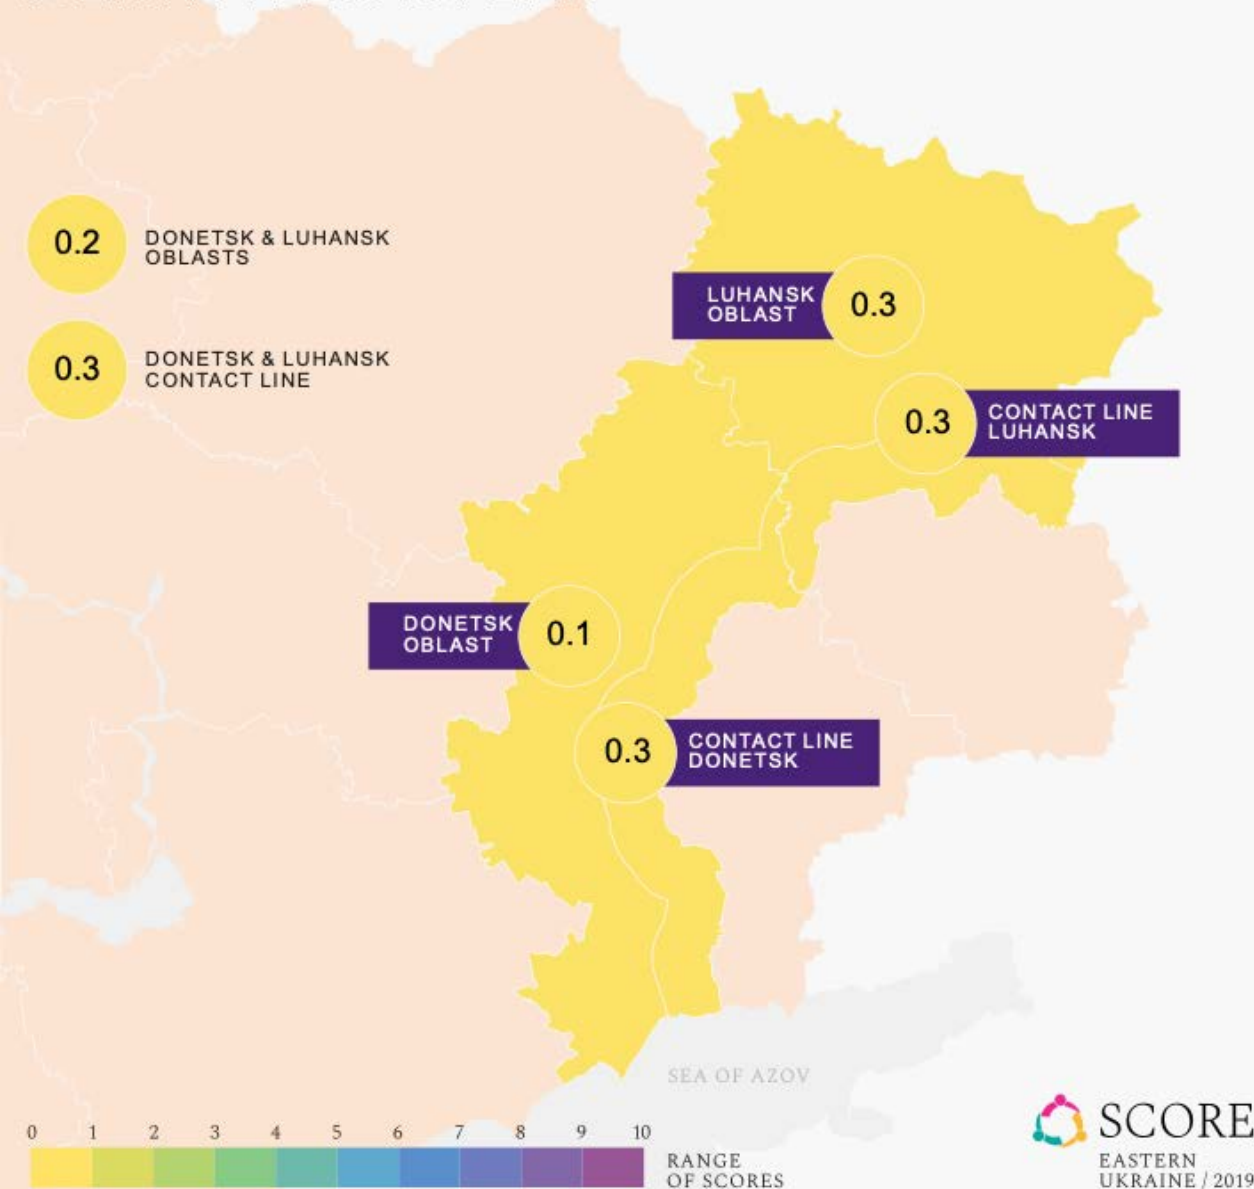 0.2
DONETSK & LUHANSK
OBLASTS
0.3
DONETSK & LUHANSK
CONTACT LINE
LUHANSK
OBLAST
0.3
0.3
CONTACT LINE
LUHANSK
DONETSK
OBLAST
0.1
0.3
CONTACT LINE
DONETSK
SEA OF AZOV
0 1 2 3 4 5 6 7 8 9 10
RANGE
OF SCORES
SCORE
EASTERN
UKRAINE / 2019